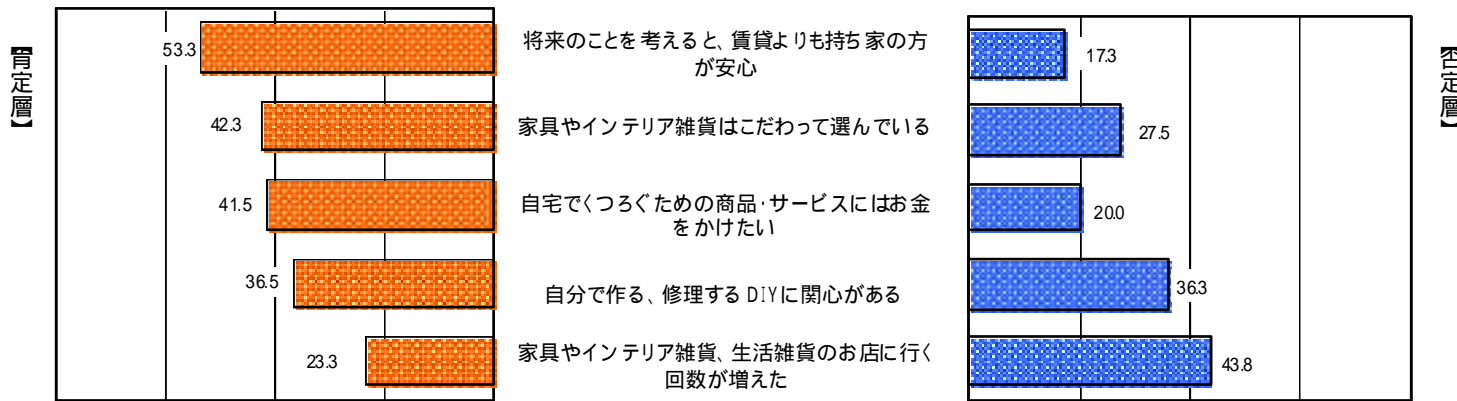 【肯定層】
【否定層】
53.3
将来のことを考えると、賃貸よりも持ち家の方
が安心
17.3
42.3
家具やインテリア雑貨はこだわって選んでいる
27.5
41.5
自宅でくつろぐための商品・サービスにはお金
をかけたい
20.0
36.5
自分で作る、修理するDIYに関心がある
36.3
23.3
家具やインテリア雑貨、生活雑貨のお店に行く
回数が増えた
43.8